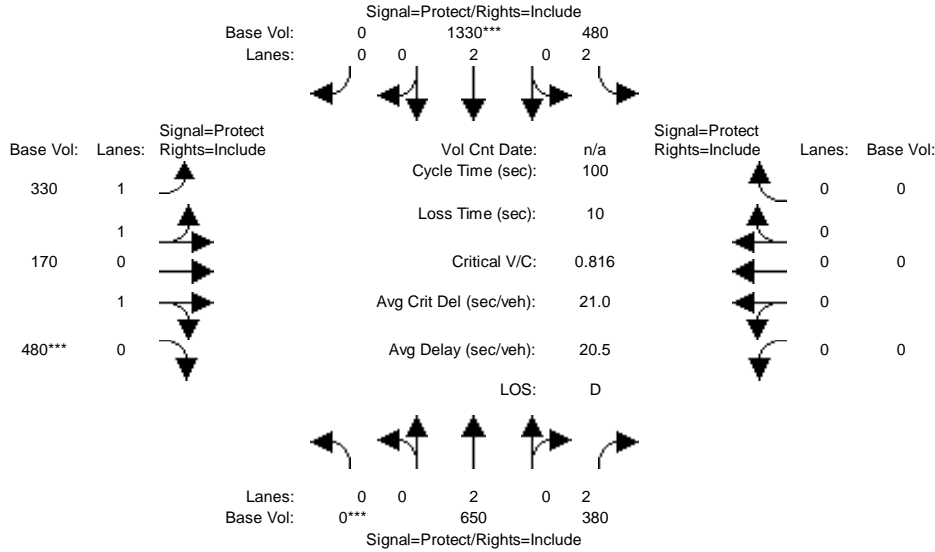 Signal=Protect/Rights=Include
Base Vol: 0 1330*** 480
Lanes: 0 0 2 0 2
Signal=Protect
Base Vol: Lanes: Rights=Include
330 1
1
170 0
1
480*** 0
Vol Cnt Date: n/a
Cycle Time (sec): 100
Loss Time (sec): 10
Critical V/C: 0.816
Avg Crit Del (sec/veh): 21.0
Avg Delay (sec/veh): 20.5
LOS: D
Signal=Protect
Rights=Include Lanes: Base Vol:
0 0
0
0 0
0
0 0
Lanes: 0 0 2 0 2
Base Vol: 0*** 650 380
Signal=Protect/Rights=Include